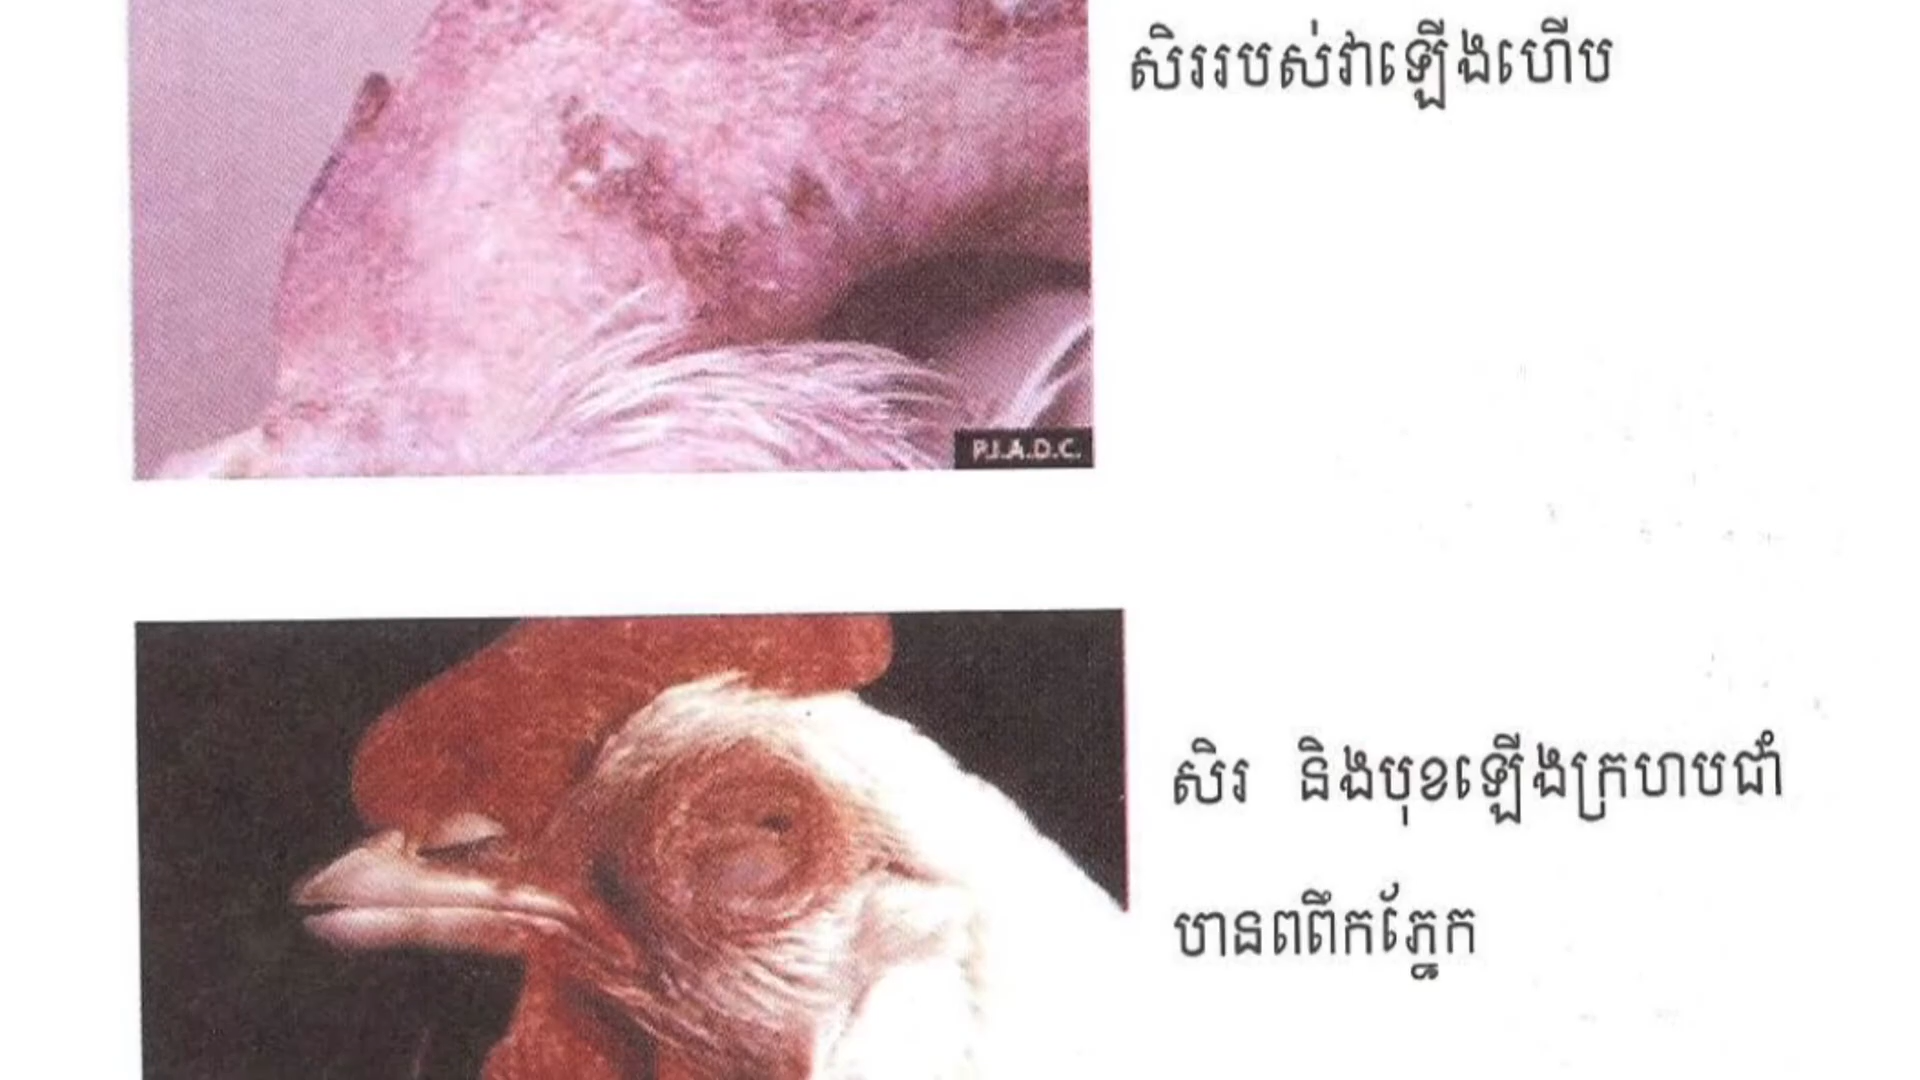 សិររបស់វាឡើងហើប
P.I.A.D.C.
សិរ និងមុខឡើងក្រហមជាំ
មានពពឹកភ្នែក